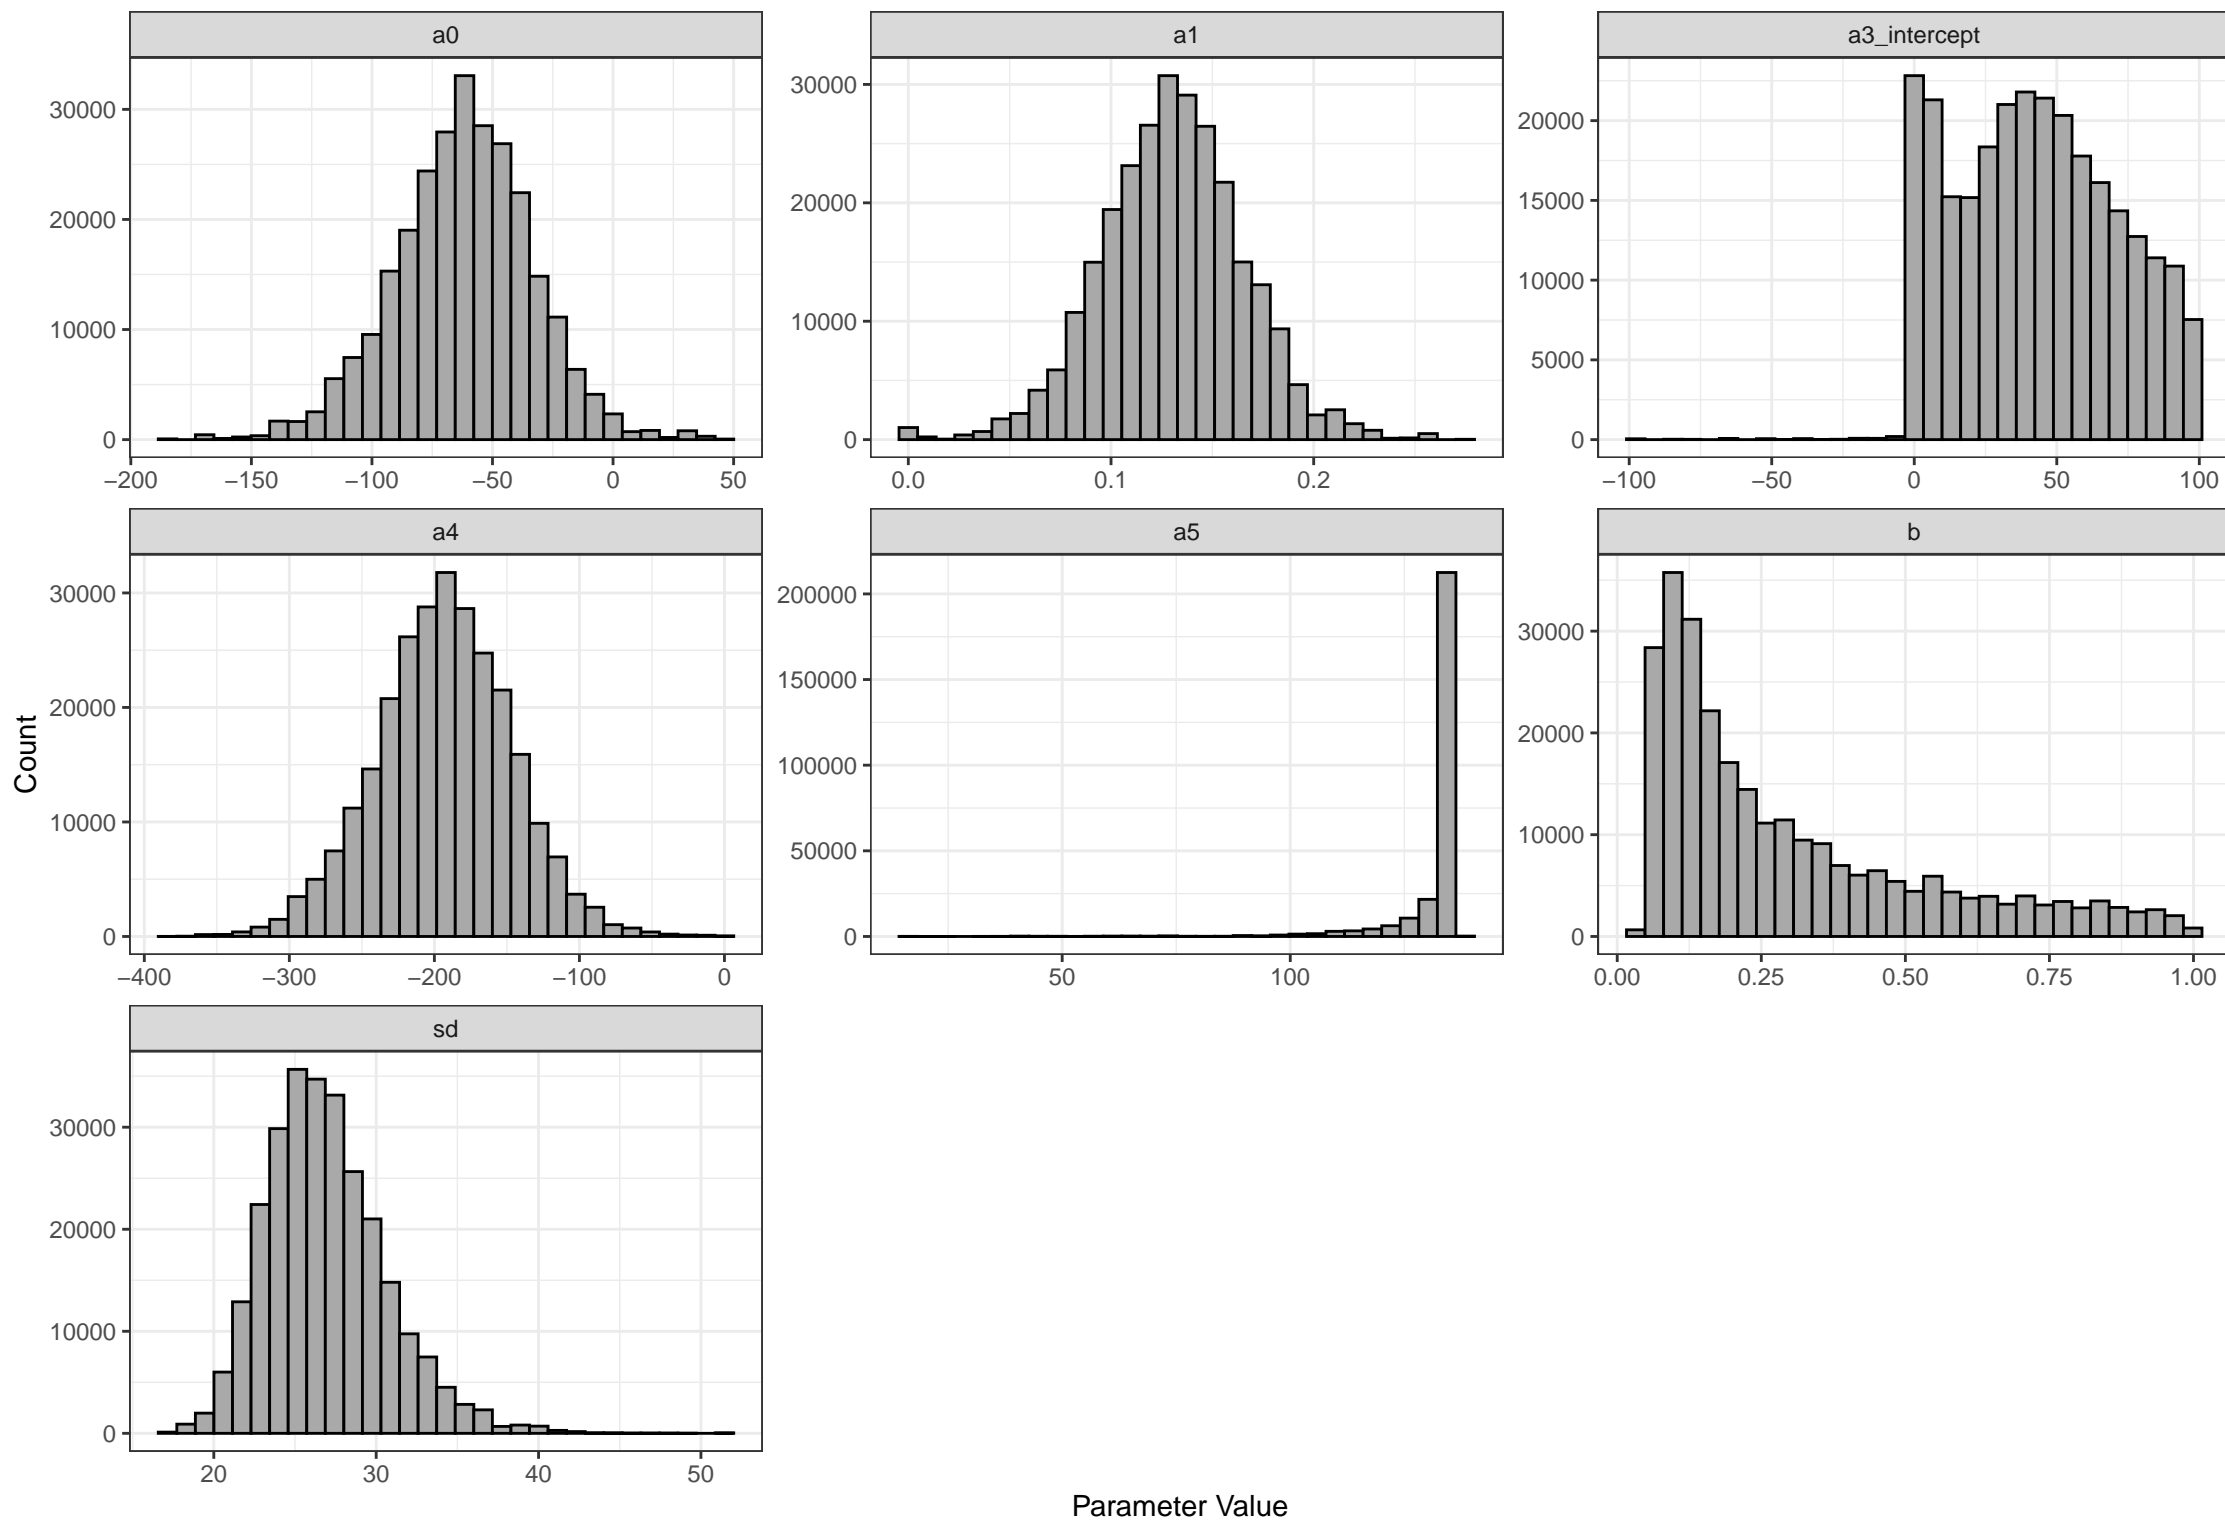 a0 a1 a3_intercept
30000 20000 10000 0
−200 −150 −100 −50 0 50
30000 20000 10000 0
0.0 0.1 0.2
20000 15000 10000 5000 0
−100 −50 0 50 100
a4 a5 b
30000 20000 10000 0
−400 −300 −200 −100 0
200000 150000 100000 50000 0
50 100
30000 20000 10000 0
0.00 0.25 0.50 0.75 1.00
Count
sd
30000 20000 10000 0
20 30 40 50
Parameter Value